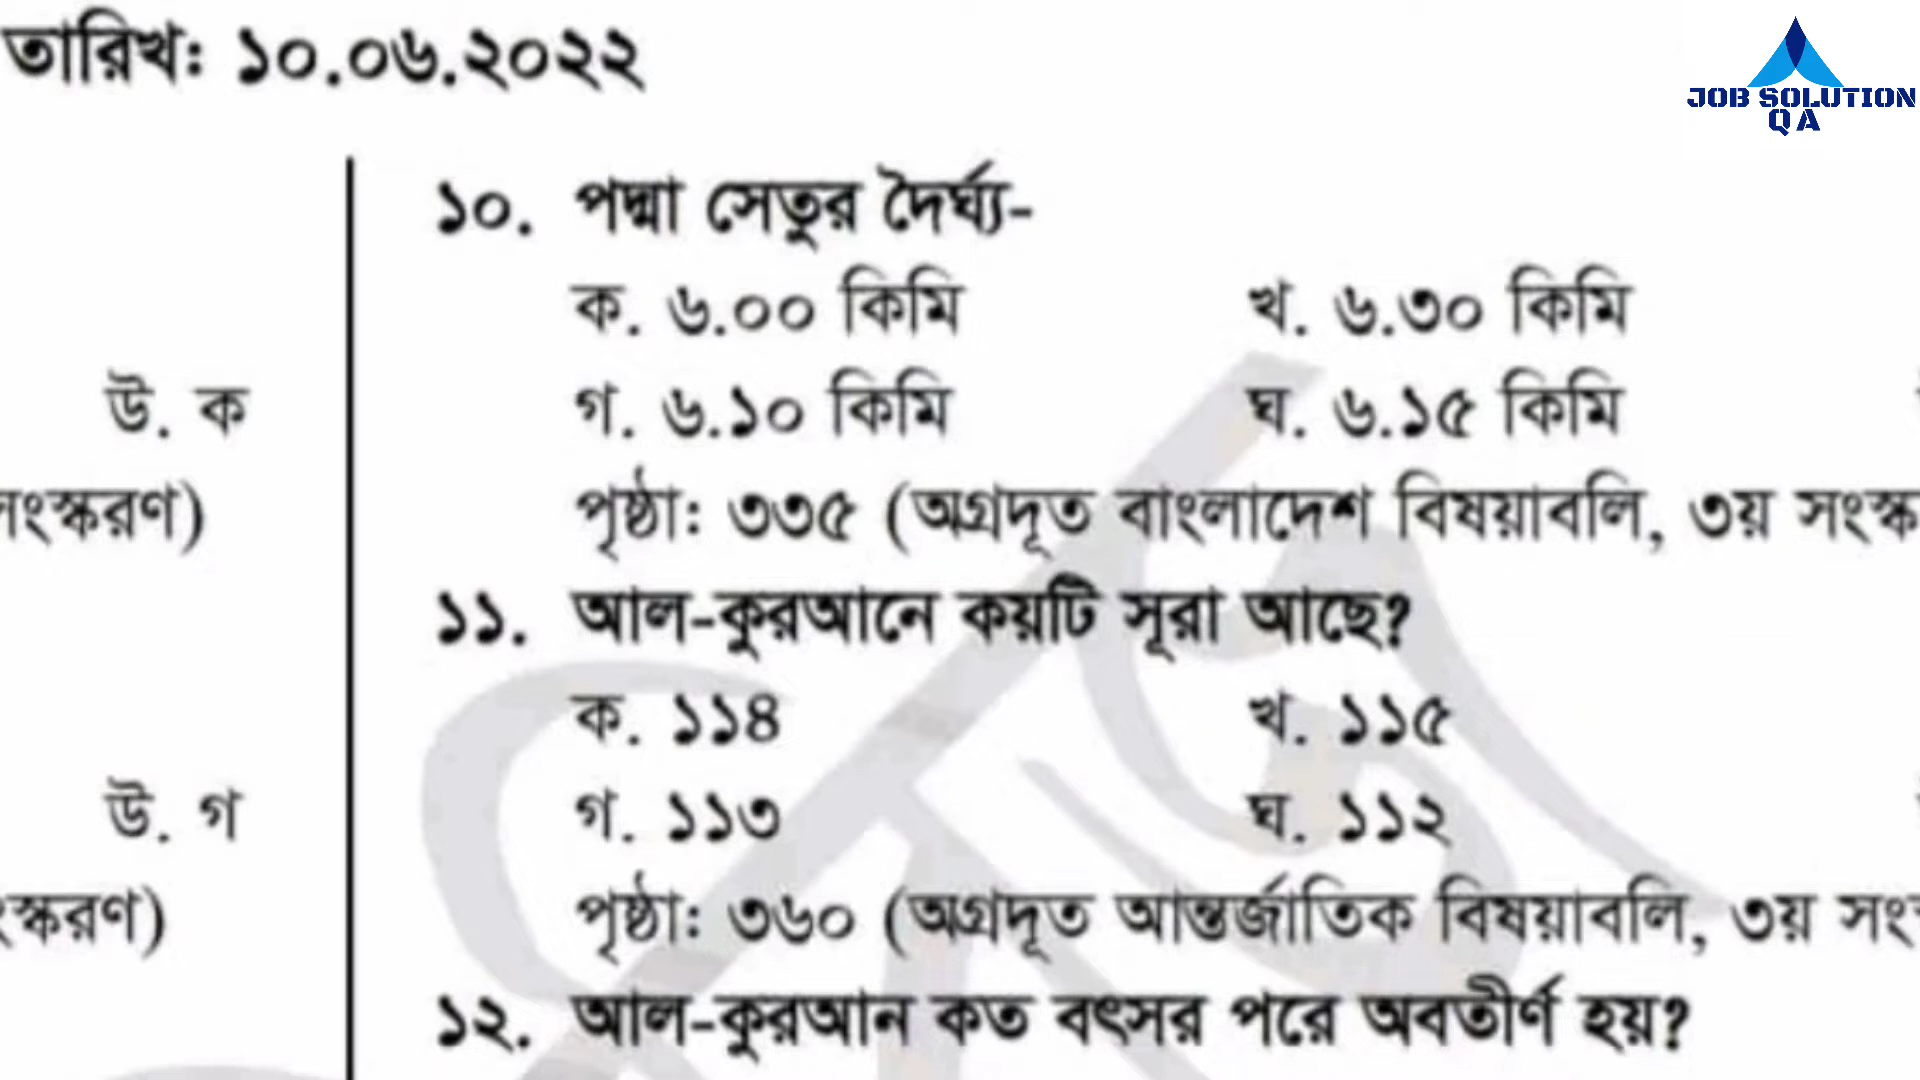 তারিখঃ ১০.০৬.২০২২
JOB SOLUTION
QA
উ. ক
সংস্করণ)
উ. গ
ংস্করণ)
১০. পদ্মা সেতুর দৈর্ঘ্য-
ক. ৬.০০ কিমি খ. ৬.৩০ কিমি
গ. ৬.১০ কিমি ঘ. ৬.১৫ কিমি
পৃষ্ঠা: ৩৩৫ (অগ্রদূত বাংলাদেশ বিষয়াবলি, ৩য় সংস্ক
১১. আল-কুরআনে কয়টি সূরা আছে?
ক. ১১৪ খ. ১১৫
গ. ১১৩ ঘ. ১১২
পৃষ্ঠা: ৩৬০ (অগ্রদূত আন্তর্জাতিক বিষয়াবলি, ৩য় সংস্
১২. আল-কুরআন কত বৎসর পরে অবতীর্ণ হয়?